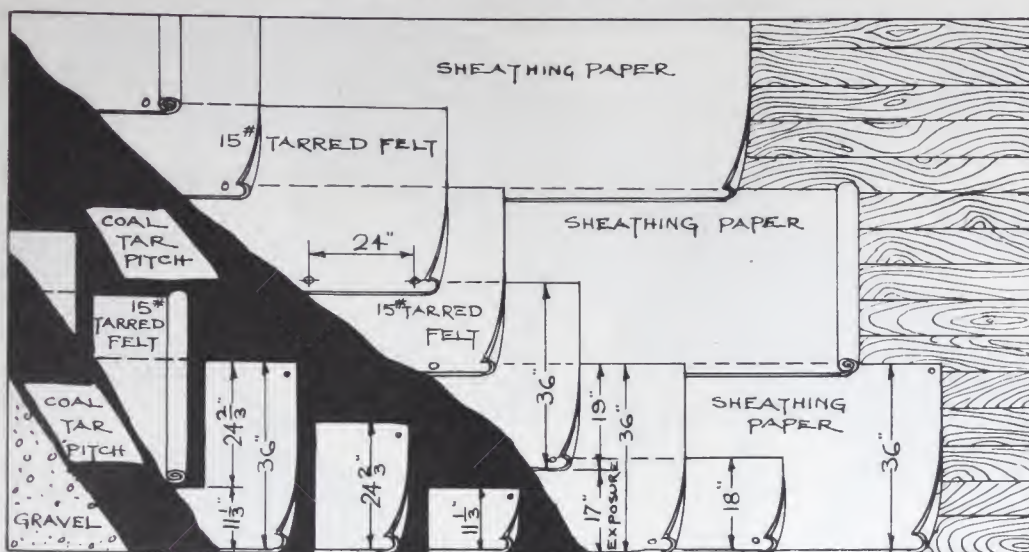 SHEATHING PAPER
15# TARRED FELT
SHEATHING PAPER
COAL
TAR
PITCH
24"
15#
TARRED
FELT
15# TARRED
FELT
COAL
TAR
PITCH
SHEATHING
PAPER
24 2/3"
36"
11 1/3"
24 2/3"
11 1/3"
36"
19"
36"
17"
EXPOSURE
18"
36"
GRAVEL